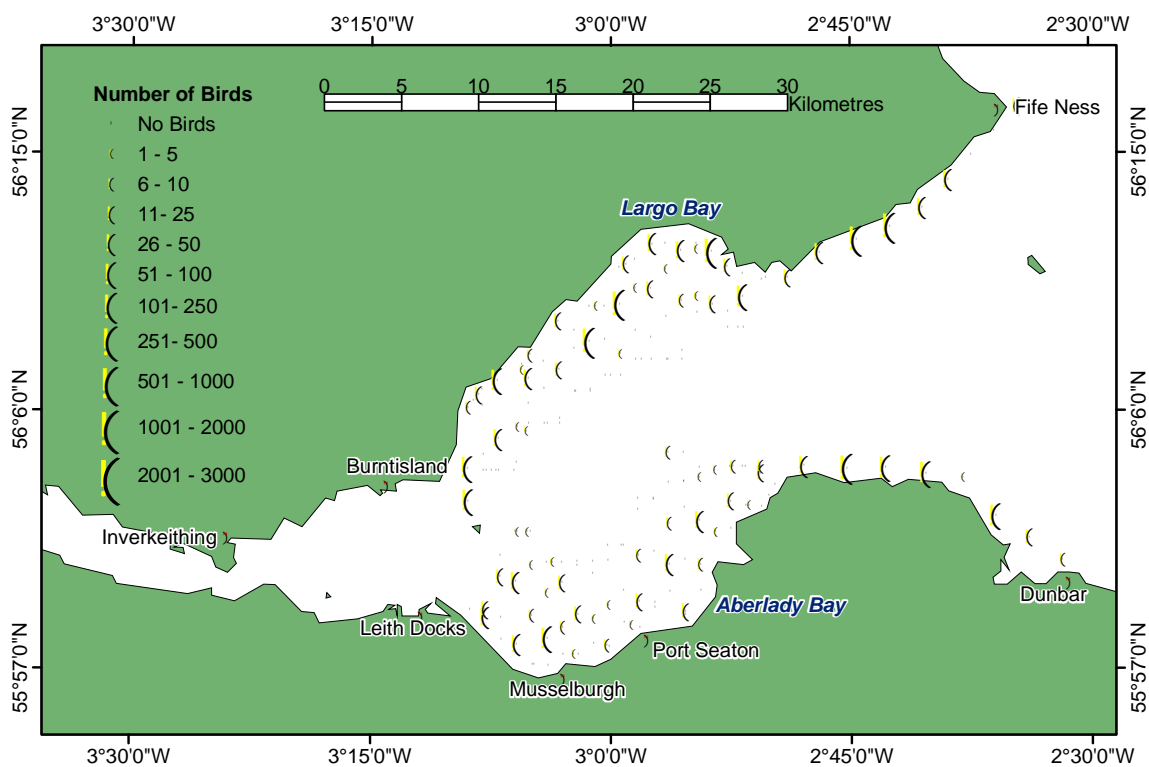 3°30'0"W 3°15'0"W 3°0'0"W 2°45'0"W 2°30'0"W
Number of Birds
No Birds
1 - 5
6 - 10
11- 25
26 - 50
51 - 100
101- 250
251- 500
501 - 1000
1001 - 2000
2001 - 3000
0 5 10 15 20 25 30
Kilometres
Fife Ness
56°15'0"N 56°15'0"N
Largo Bay
56°6'0"N 56°6'0"N
Burntisland
Inverkeithing
Leith Docks
Aberlady Bay
Dunbar
Port Seaton
55°57'0"N 55°57'0"N
Musselburgh
3°30'0"W 3°15'0"W 3°0'0"W 2°45'0"W 2°30'0"W